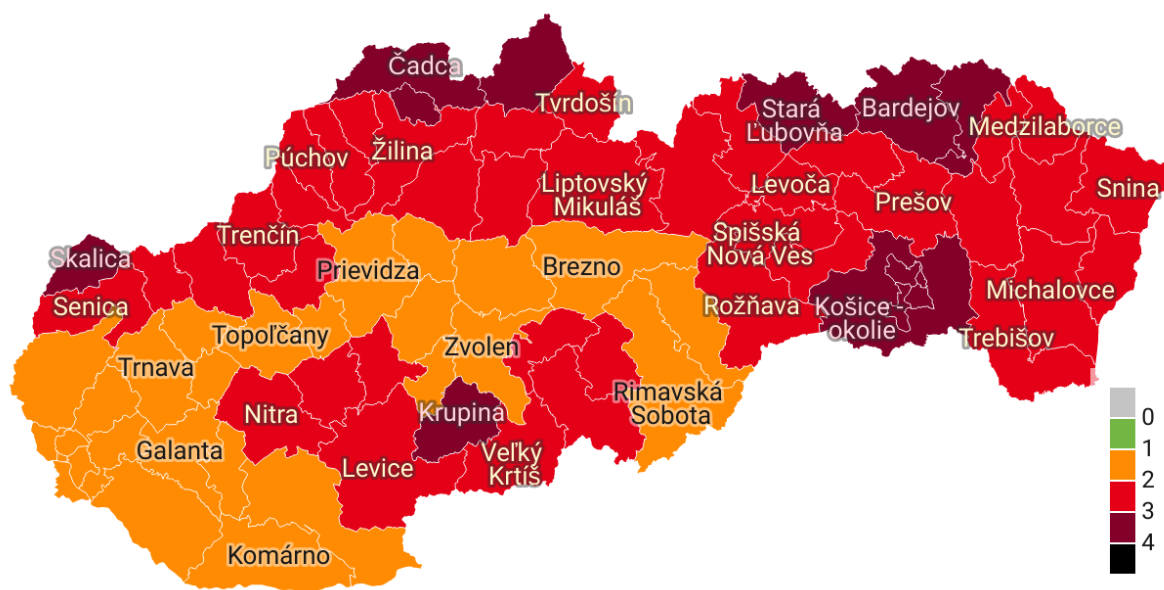 Čadca
Tvrdošín
Stará
Ľubovňa
Bardejov
Medzilaborce
Púchov
Žilina
Liptovský
Mikuláš
Levoča
Prešov
Snina
Skalica
Trenčín
Spišská
Nová Ves
Prievidza
Brezno
Senica
Rožňava
Košice -
okolie
Michalovce
Topoľčany
Zvolen
Trebišov
Trnava
Rimavská
Sobota
Nitra
Krupina
Galanta
Levice
Veľký
Krtíš
Komárno
0
1
2
3
4